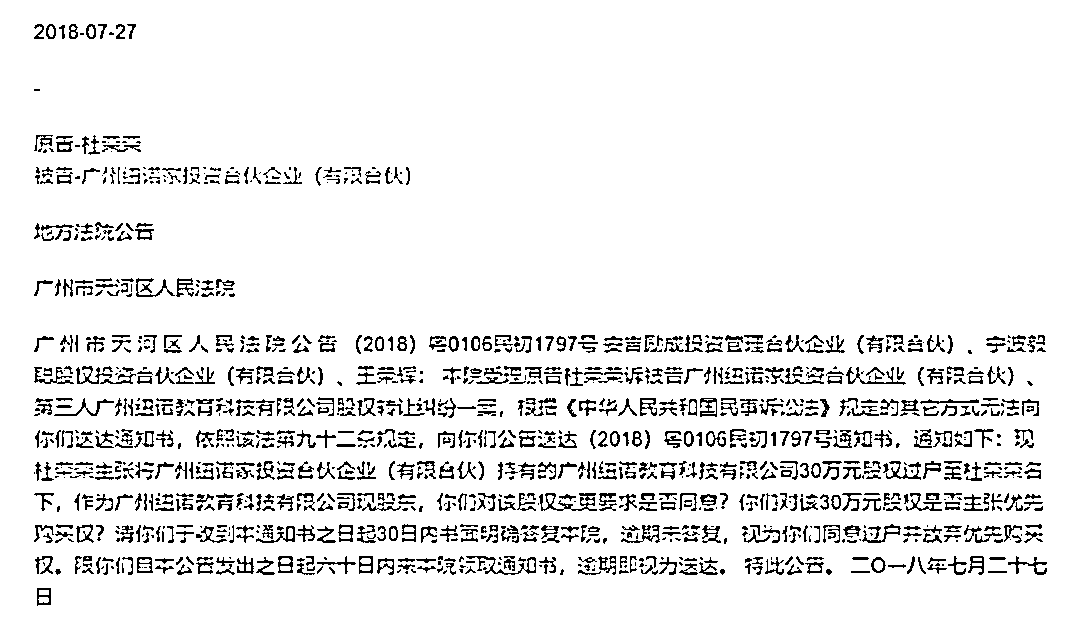 2018-07-27
-
原告-杜荣荣
被告-广州纽诺家投资合伙企业（有限合伙）
地方法院公告
广州市天河区人民法院
广州市天河区人民法院公告（2018）粤0106民初1797号 安吉励成投资管理合伙企业（有限合伙）、宁波毅
聪股权投资合伙企业（有限合伙）、王荣辉： 本院受理原告杜荣荣诉被告广州纽诺家投资合伙企业（有限合伙）、
第三人广州纽诺教育科技有限公司股权转让纠纷一案，根据《中华人民共和国民事诉讼法》规定的其它方式无法向
你们送达通知书，依照该法第九十二条规定，向你们公告送达（2018）粤0106民初1797号通知书，通知如下：现
杜荣荣主张将广州纽诺家投资合伙企业（有限合伙）持有的广州纽诺教育科技有限公司30万元股权过户至杜荣荣名
下，作为广州纽诺教育科技有限公司现股东，你们对该股权变更要求是否同意？你们对该30万元股权是否主张优先
购买权？请你们于收到本通知书之日起30日内书面明确答复本院，逾期未答复，视为你们同意过户并放弃优先购买
权。限你们自本公告发出之日起六十日内来本院领取通知书，逾期即视为送达。 特此公告。 二〇一八年七月二十七
日